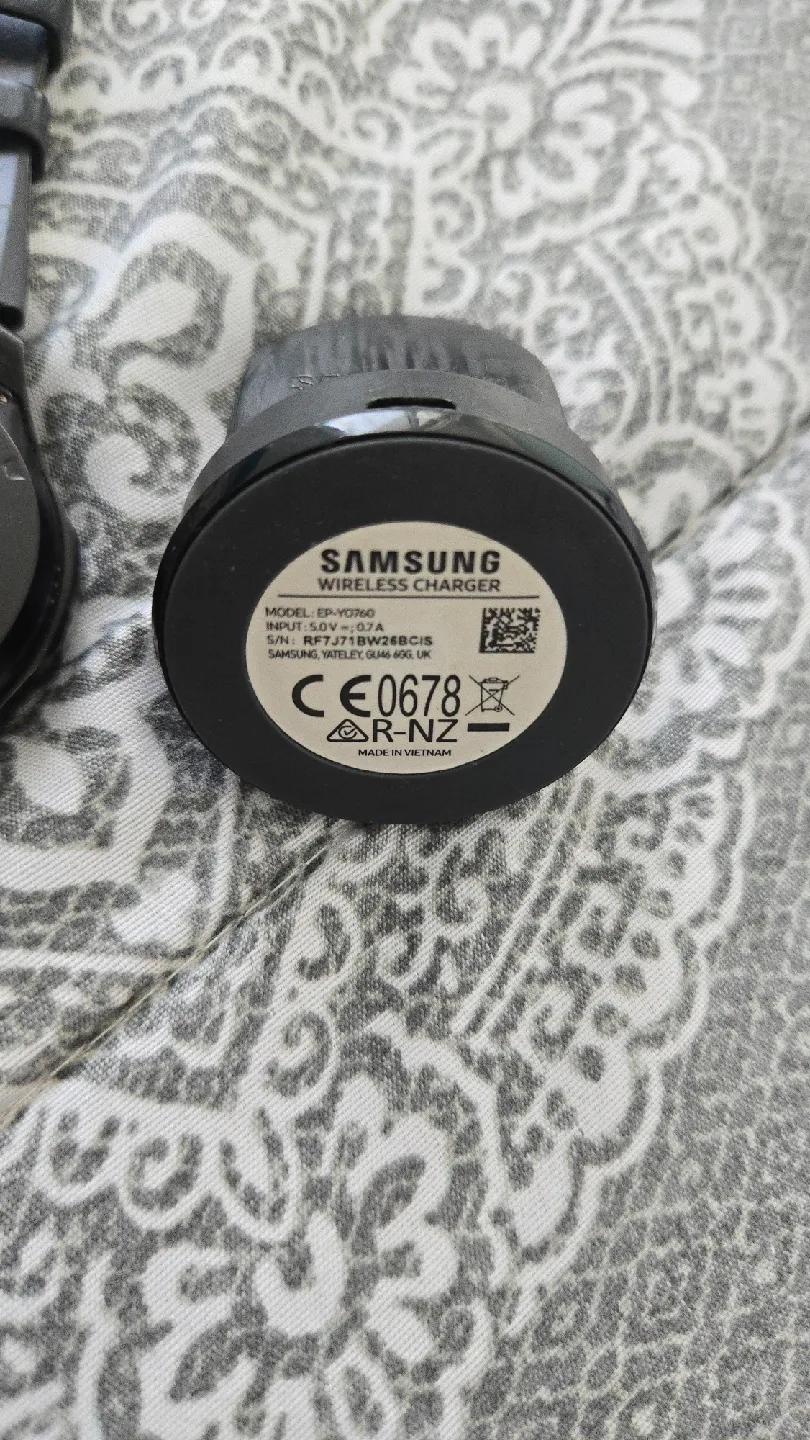 SAMSUNG
WIRELESS CHARGER
MODEL: EP-YO760
INPUT: 5.0V ⎓; 0.7A
S/N: RF7J71BW26BCIS
SAMSUNG, YATELEY, GU46 6GG, UK
CE0678
R-NZ
MADE IN VIETNAM